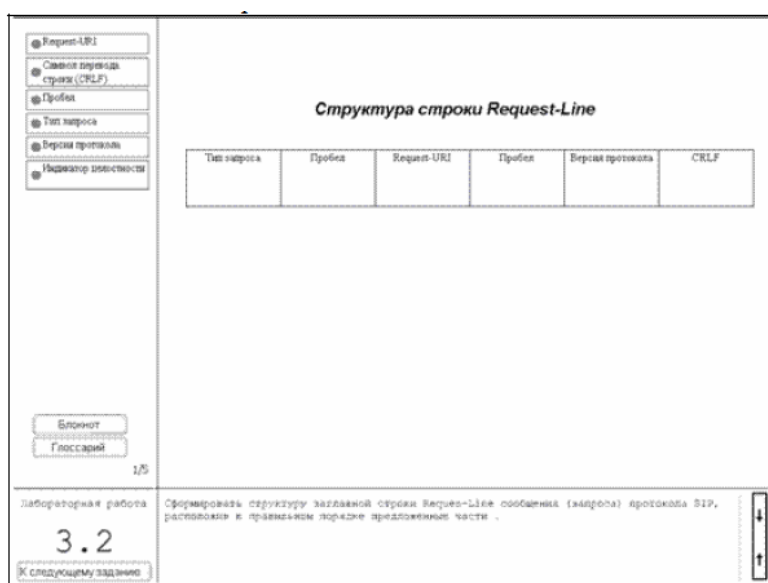 Request-URI
Символ перевода
строки (CRLF)
Пробел
Тип запроса
Версия протокола
Индикатор целостности
Структура строки Request-Line
Тип запроса Пробел Request-URI Пробел Версия протокола CRLF
Блокнот
Глоссарий
1/5
Лабораторная работа
3.2
К следующему заданию
Сформировать структуру заглавной строки Reques-Line сообщения (запроса) протокола SIP,
расположив в правильном порядке предложенные части .